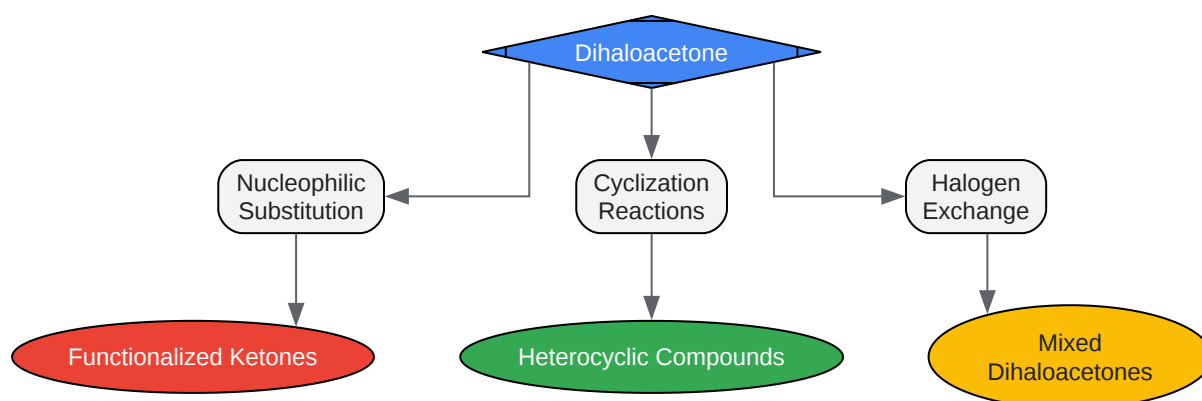 Dihaloacetone
Nucleophilic
Substitution
Cyclization
Reactions
Halogen
Exchange
Functionalized Ketones
Heterocyclic Compounds
Mixed
Dihaloacetones